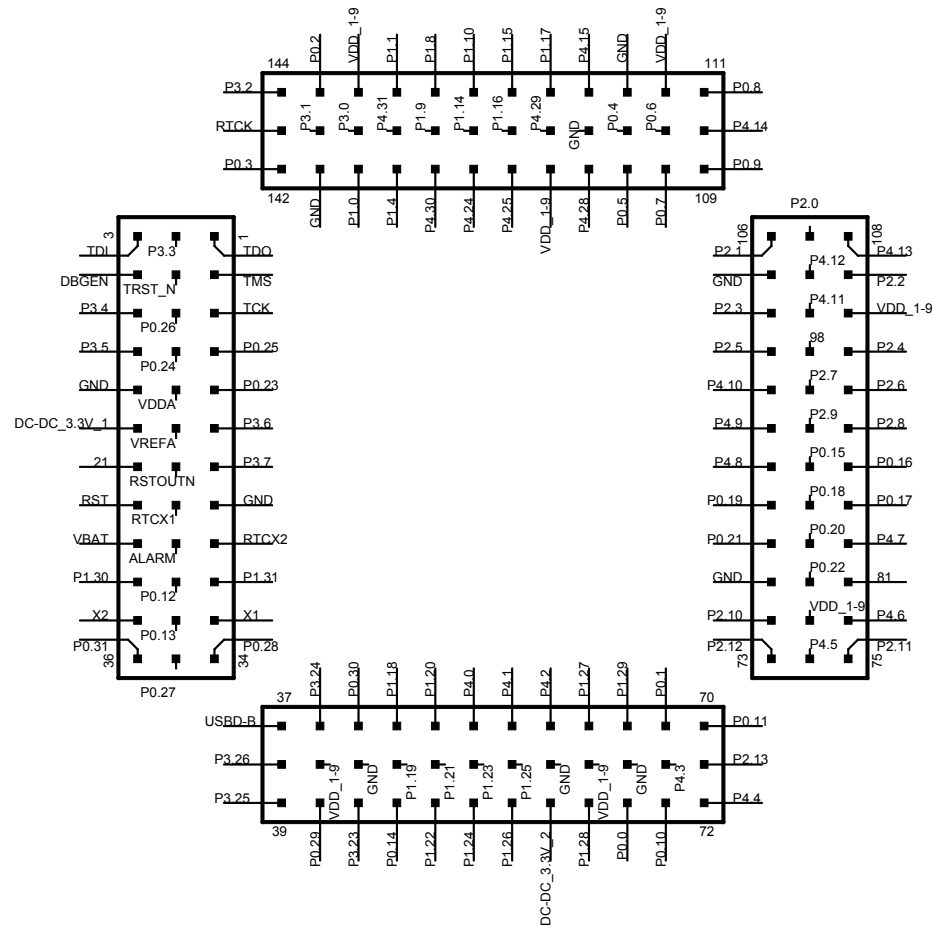 P0.2
VDD_1-9
P1.1
P1.8
P1.10
P1.15
P1.17
P4.15
GND
VDD_1-9
144
111
P3.2
P0.8
P3.1
P3.0
P4.31
P1.9
P1.14
P1.16
P4.29
GND
P0.4
P0.6
RTCK
P4.14
P0.3
P0.9
142
109
GND
P1.0
P1.4
P4.30
P4.24
P4.25
VDD_1-9
P4.28
P0.5
P0.7
3
1
TDI
P3.3
TDO
DBGEN
TRST_N
TMS
P3.4
P0.26
TCK
P3.5
P0.24
P0.25
GND
VDDA
P0.23
DC-DC_3.3V_1
VREFA
P3.6
21
RSTOUTN
P3.7
RST
RTCX1
GND
VBAT
ALARM
RTCX2
P1.30
P0.12
P1.31
X2
P0.13
X1
P0.31
P0.28
36
34
P0.27
P2.0
106
108
P2.1
P4.13
GND
P4.12
P2.2
P2.3
P4.11
VDD_1-9
P2.5
98
P2.4
P4.10
P2.7
P2.6
P4.9
P2.9
P2.8
P4.8
P0.15
P0.16
P0.19
P0.18
P0.17
P0.21
P0.20
P4.7
GND
P0.22
81
P2.10
VDD_1-9
P4.6
P2.12
P4.5
P2.11
73
75
P3.24
P0.30
P1.18
P1.20
P4.0
P4.1
P4.2
P1.27
P1.29
P0.1
37
70
USBD-B
P0.11
P3.26
P2.13
VDD_1-9
GND
P1.19
P1.21
P1.23
P1.25
GND
VDD_1-9
GND
P4.3
P3.25
P4.4
39
72
P0.29
P3.23
P0.14
P1.22
P1.24
P1.26
DC-DC_3.3V_2
P1.28
P0.0
P0.10